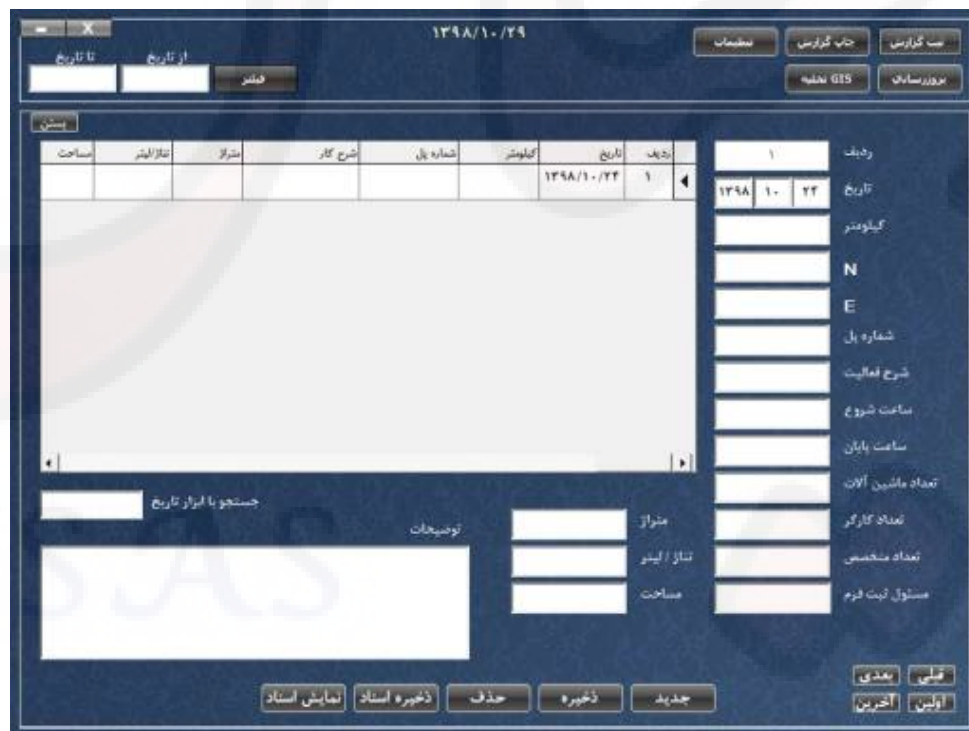 X
۱۳۹۸/۱۰/۲۹
ثبت گزارش
چاپ گزارش
تنظیمات
از تاریخ
تا تاریخ
بروزرسانی
GIS تخلیه
فیلتر
بستن
ردیف تاریخ کیلومتر شماره پل شرح کار متراژ تناژ/لیتر مساحت
۱ ۱۳۹۸/۱۰/۲۴
ردیف ۱
تاریخ ۲۴ ۱۰ ۱۳۹۸
کیلومتر
N
E
شماره پل
شرح فعالیت
ساعت شروع
ساعت پایان
تعداد ماشین آلات
تعداد کارگر
تعداد متخصص
مسئول ثبت فرم
جستجو با ابزار تاریخ
توضیحات
متراژ
تناژ / لیتر
مساحت
SAS
قبلی
بعدی
اولین
آخرین
جدید
ذخیره
حذف
ذخیره اسناد
نمایش اسناد